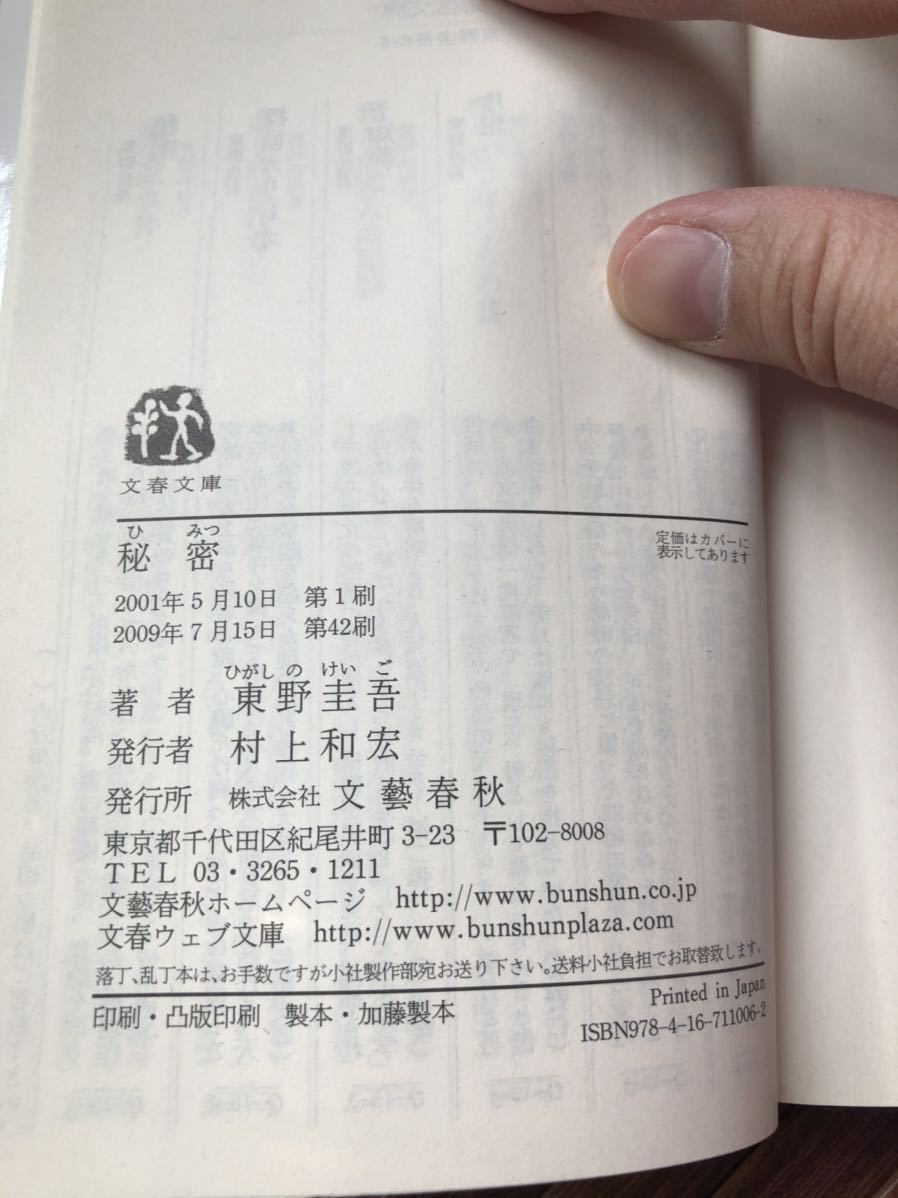 文春文庫
ひ みつ
秘密
定価はカバーに
表示してあります
2001年5月10日 第1刷
2009年7月15日 第42刷
ひがし の けい ご
著者 東野圭吾
発行者 村上和宏
発行所 株式会社 文藝春秋
東京都千代田区紀尾井町3-23 〒102-8008
TEL 03・3265・1211
文藝春秋ホームページ http://www.bunshun.co.jp
文春ウェブ文庫 http://www.bunshunplaza.com
落丁、乱丁本は、お手数ですが小社製作部宛お送り下さい。送料小社負担でお取替致します。
印刷・凸版印刷 製本・加藤製本
Printed in Japan
ISBN978-4-16-711006-2